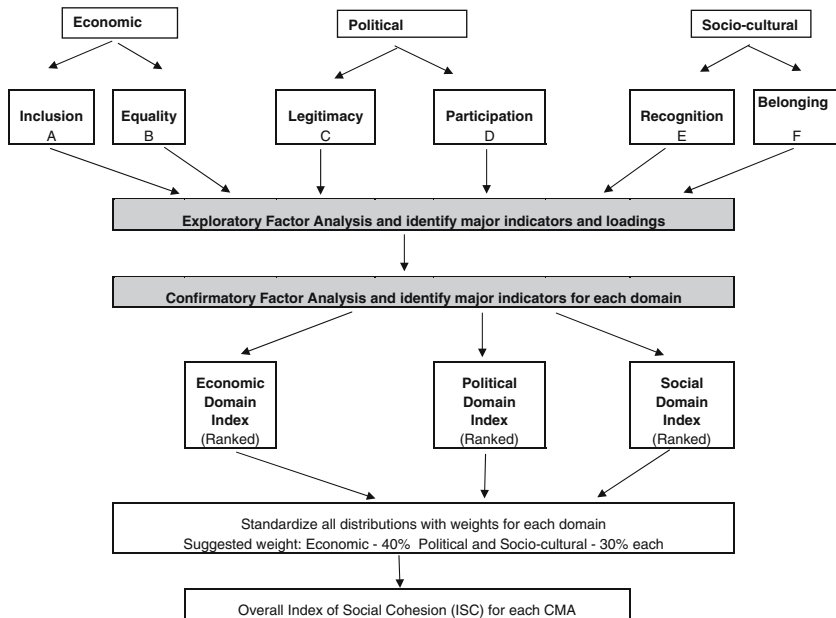 Economic
Political
Socio-cultural
Inclusion
A
Equality
B
Legitimacy
C
Participation
D
Recognition
E
Belonging
F
Exploratory Factor Analysis and identify major indicators and loadings
Confirmatory Factor Analysis and identify major indicators for each domain
Economic
Domain
Index
(Ranked)
Political
Domain
Index
(Ranked)
Social
Domain
Index
(Ranked)
Standardize all distributions with weights for each domain
Suggested weight: Economic - 40% Political and Socio-cultural - 30% each
Overall Index of Social Cohesion (ISC) for each CMA